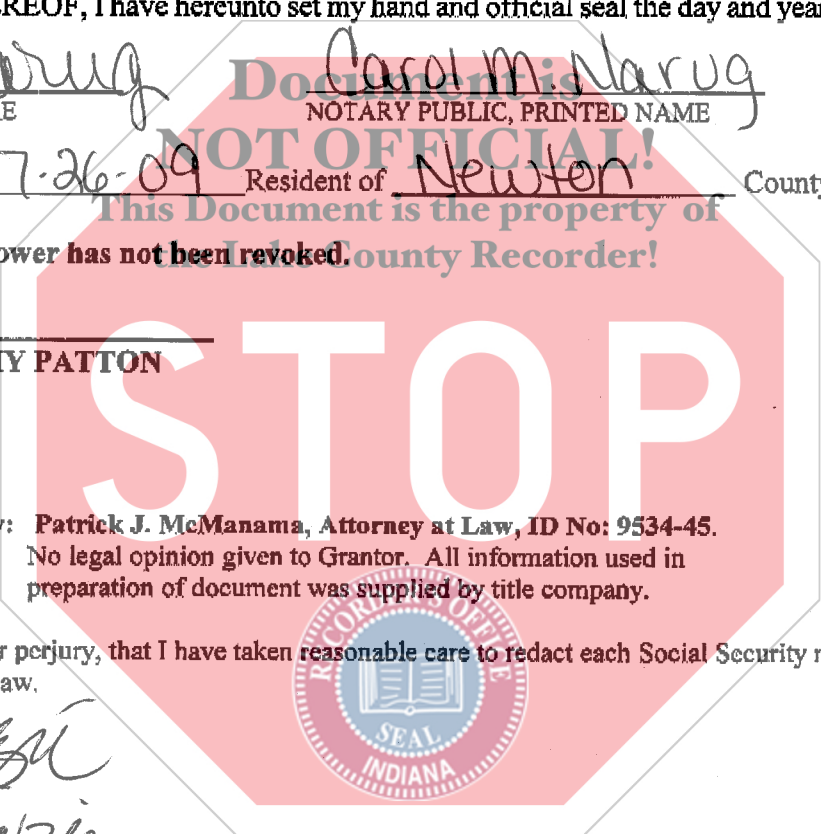 REOF, I have hereunto set my hand and official seal the day and year
arug Carol M. Narug
E NOTARY PUBLIC, PRINTED NAME
7-26-09 Resident of Newton County
Document is
NOT OFFICIAL!
This Document is the property of
the Lake County Recorder!
ower has not been revoked.
Y PATTON
STOP
y: Patrick J. McManama, Attorney at Law, ID No: 9534-45.
No legal opinion given to Grantor. All information used in
preparation of document was supplied by title company.
r perjury, that I have taken reasonable care to redact each Social Security n
aw.
RECORDER'S OFFICE
SEAL
INDIANA